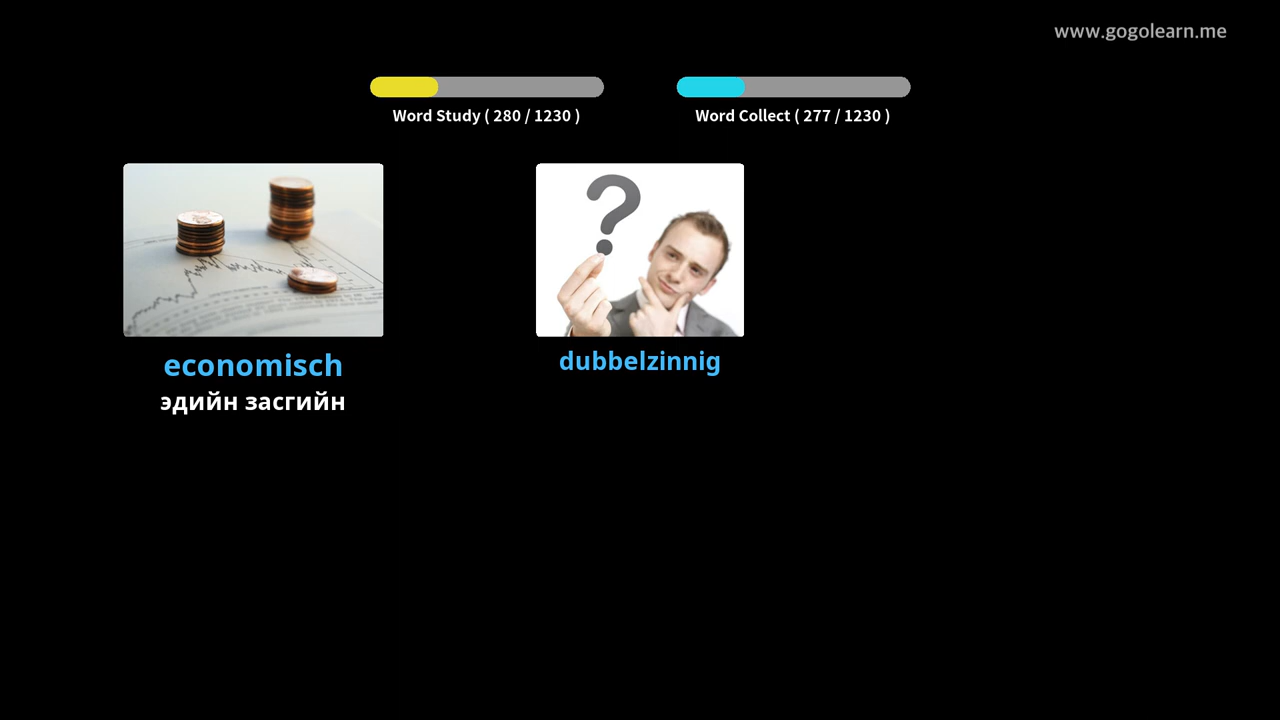 www.gogolearn.me
Word Study ( 280 / 1230 )
Word Collect ( 277 / 1230 )
economisch
эдийн засгийн
dubbelzinnig